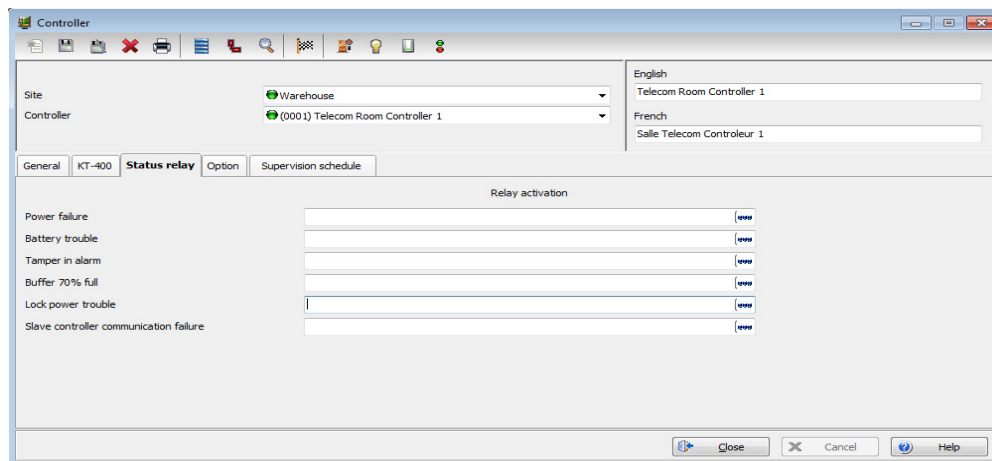 Controller
English
Site
Warehouse
Telecom Room Controller 1
Controller
(0001) Telecom Room Controller 1
French
Salle Telecom Controleur 1
General
KT-400
Status relay
Option
Supervision schedule
Relay activation
Power failure
Battery trouble
Tamper in alarm
Buffer 70% full
Lock power trouble
Slave controller communication failure
Close
Cancel
Help